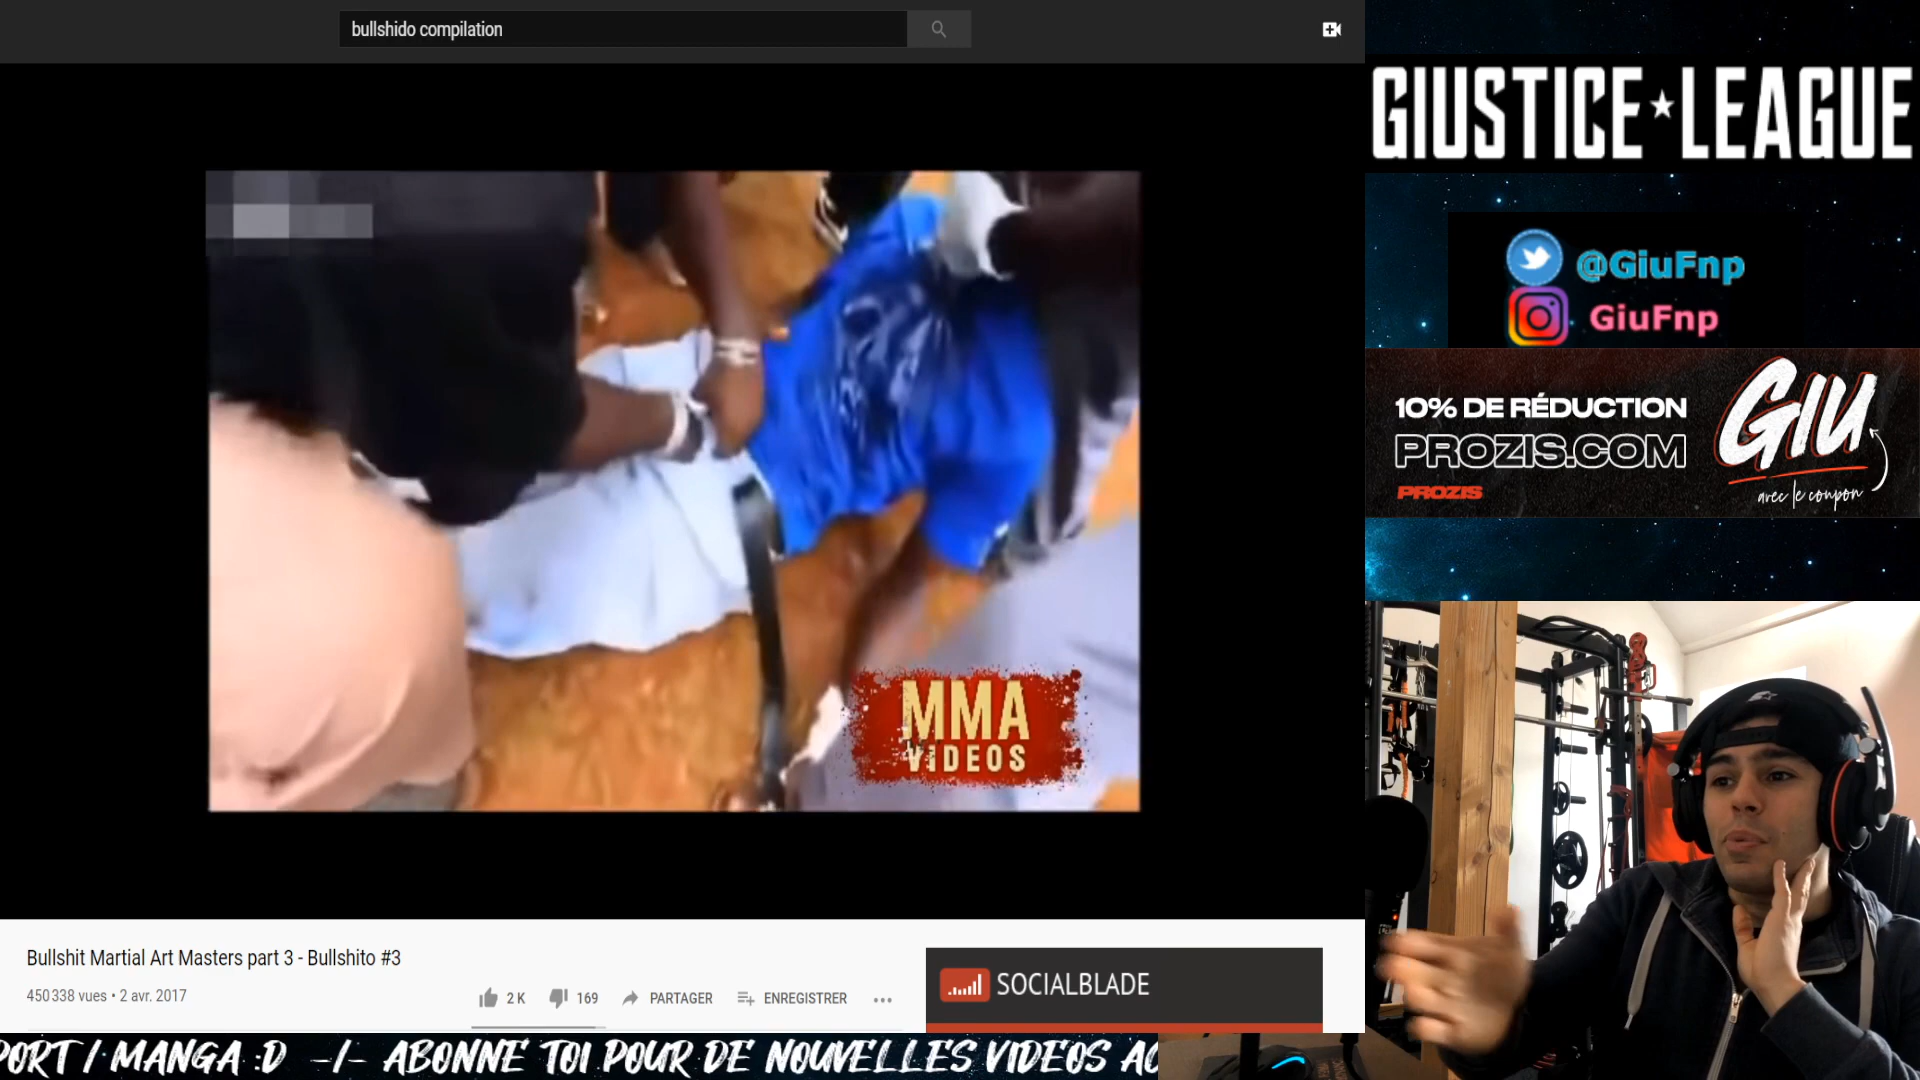 bullshido compilation
GIUSTICE★LEAGUE
@GiuFnp
GiuFnp
10% DE RÉDUCTION
PROZIS.COM
PROZIS
GIU
avec le coupon
MMA
VIDEOS
Bullshit Martial Art Masters part 3 - Bullshito #3
450 338 vues • 2 avr. 2017
2 K
169
PARTAGER
ENREGISTRER
SOCIALBLADE
PORT / MANGA :D -/- ABONNE TOI POUR DE NOUVELLES VIDEOS AC